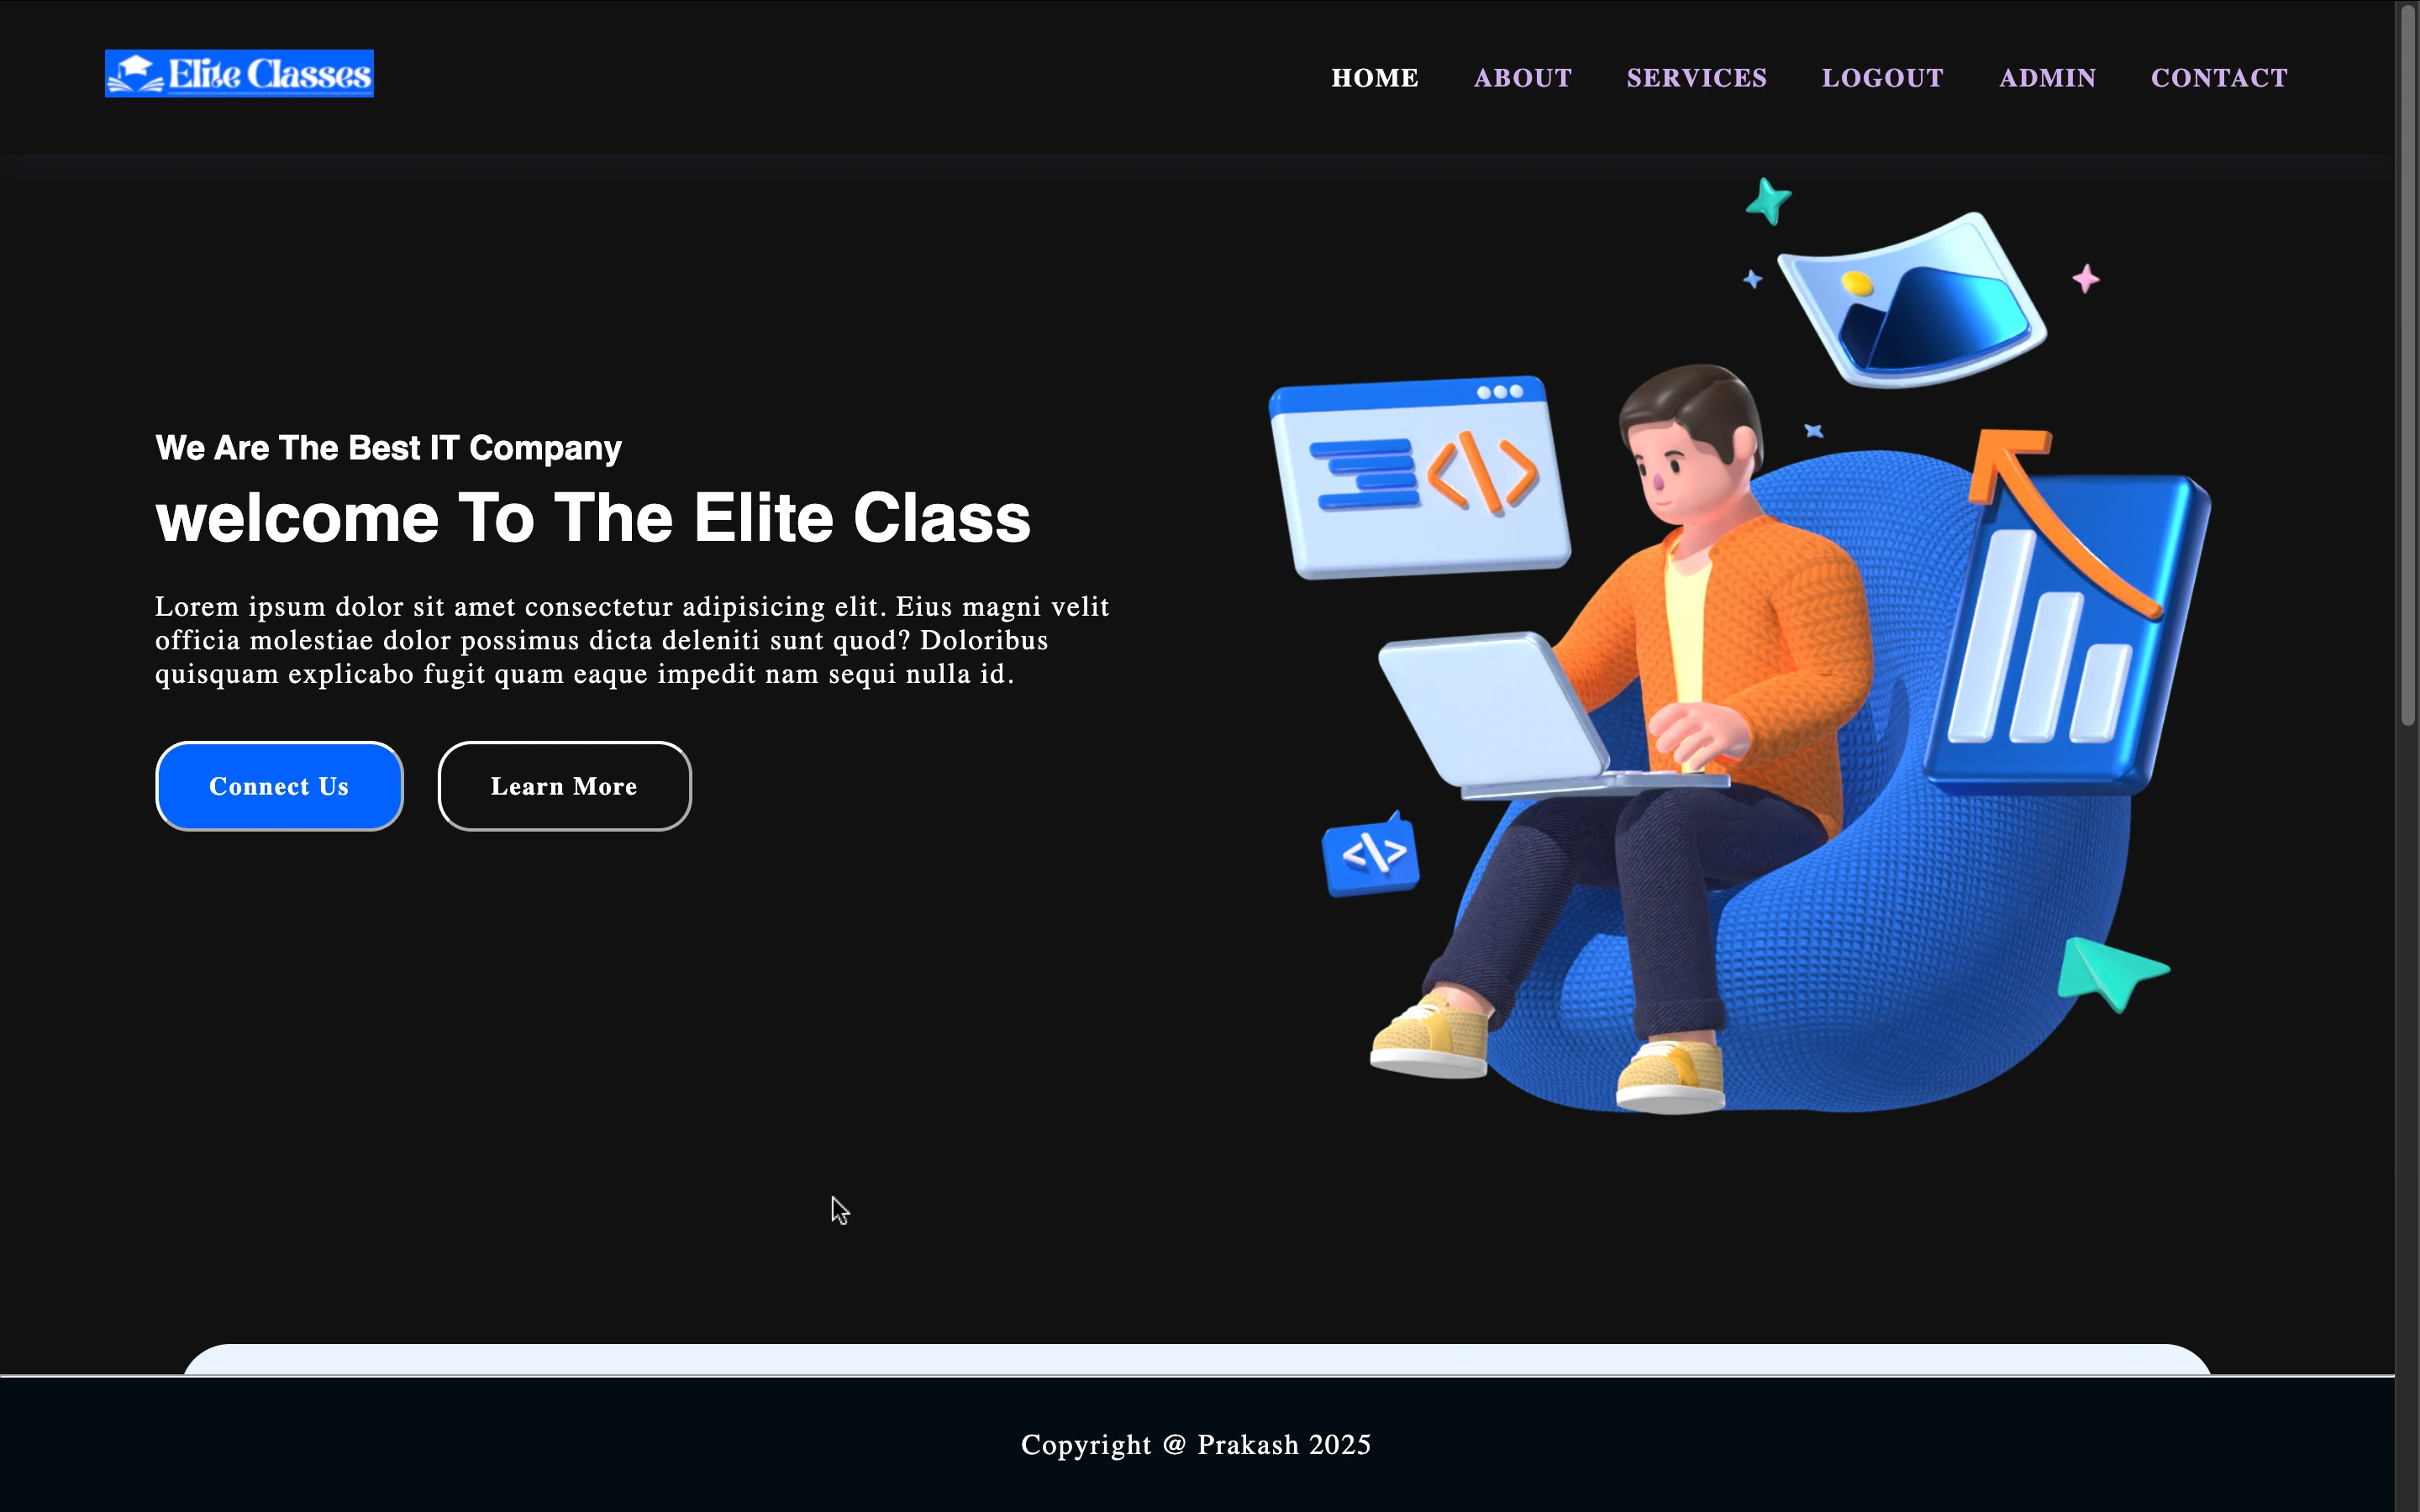 Elite Classes
HOME ABOUT SERVICES LOGOUT ADMIN CONTACT
We Are The Best IT Company
welcome To The Elite Class
Lorem ipsum dolor sit amet consectetur adipisicing elit. Eius magni velit
officia molestiae dolor possimus dicta deleniti sunt quod? Doloribus
quisquam explicabo fugit quam eaque impedit nam sequi nulla id.
Connect Us Learn More
</>
</>
Copyright @ Prakash 2025